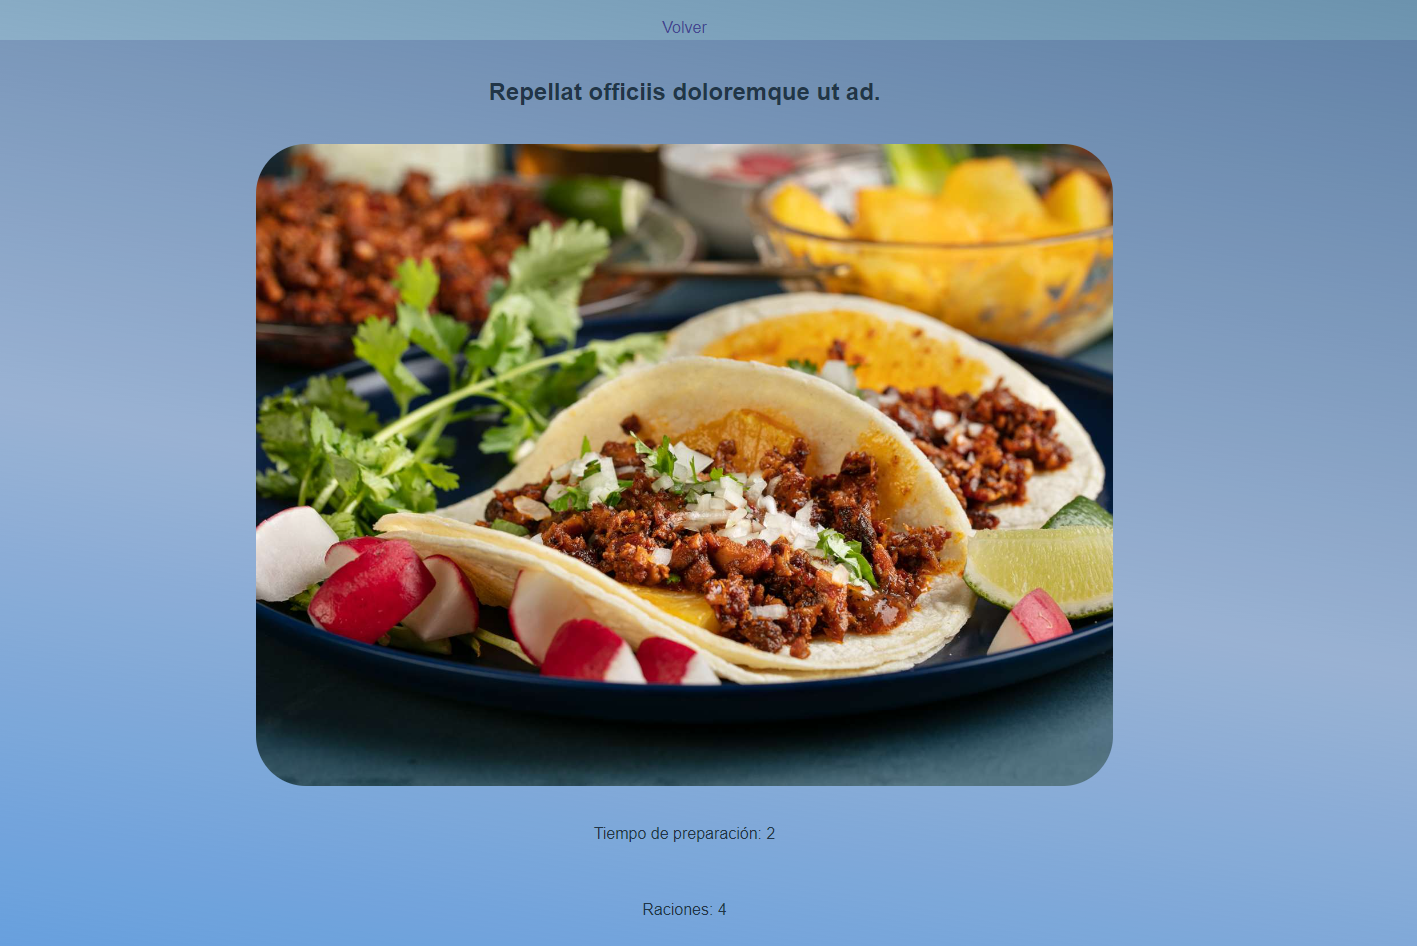 Volver
Repellat officiis doloremque ut ad.
Tiempo de preparación: 2
Raciones: 4